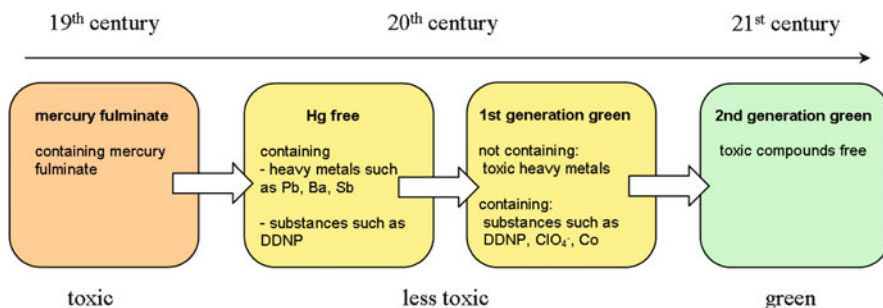 19th century
20th century
21st century
mercury fulminate
containing mercury
fulminate
Hg free
containing
- heavy metals such
as Pb, Ba, Sb
- substances such as
DDNP
1st generation green
not containing:
toxic heavy metals
containing:
substances such as
DDNP, ClO₄⁻, Co
2nd generation green
toxic compounds free
toxic
less toxic
green